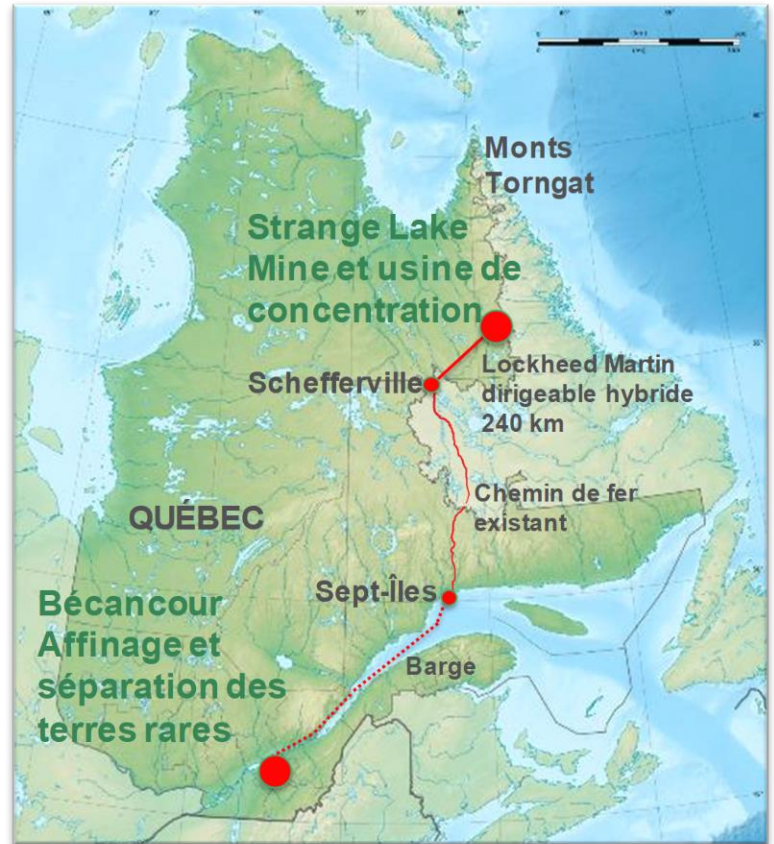 Monts
Torngat
Strange Lake
Mine et usine de
concentration
Schefferville
Lockheed Martin
dirigeable hybride
240 km
Chemin de fer
existant
QUÉBEC
Sept-Îles
Bécancour
Affinage et
séparation des
terres rares
Barge